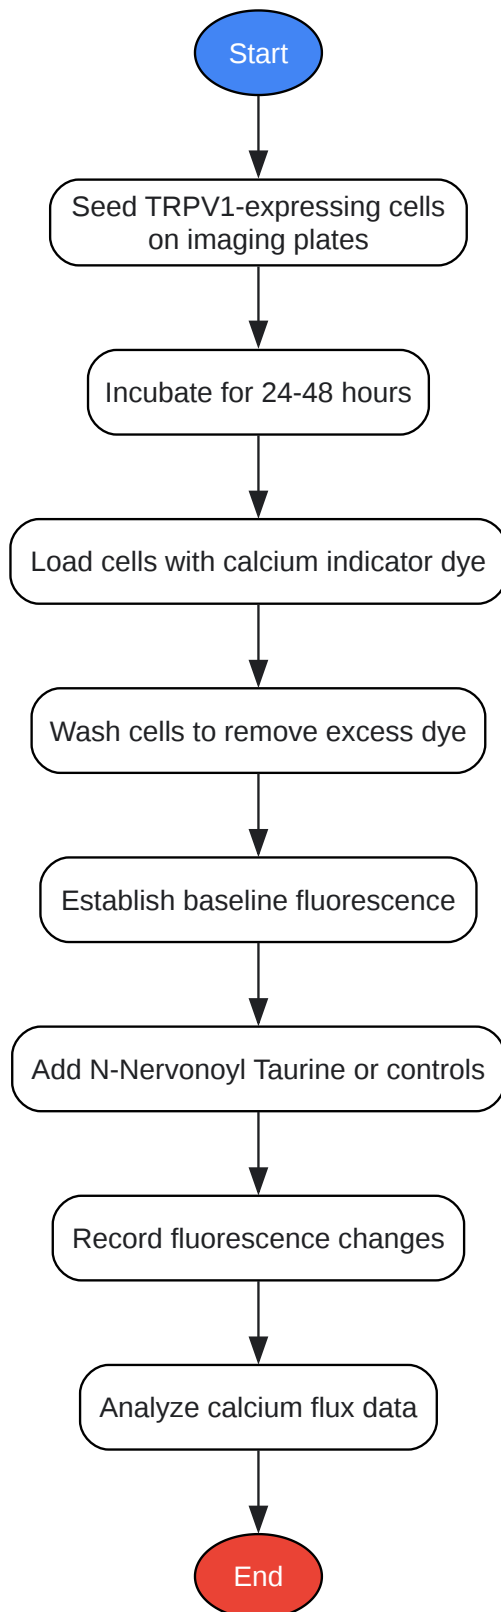 Start
Seed TRPV1-expressing cells
on imaging plates
Incubate for 24-48 hours
Load cells with calcium indicator dye
Wash cells to remove excess dye
Establish baseline fluorescence
Add N-Nervonoyl Taurine or controls
Record fluorescence changes
Analyze calcium flux data
End